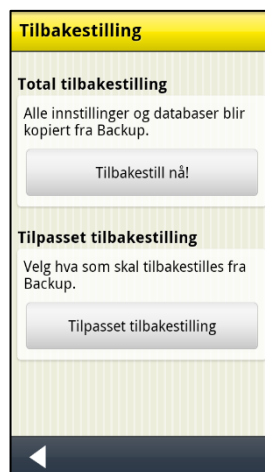 Tilbakestilling
Total tilbakestilling
Alle innstillinger og databaser blir
kopiert fra Backup.
Tilbakestill nå!
Tilpasset tilbakestilling
Velg hva som skal tilbakestilles fra
Backup.
Tilpasset tilbakestilling